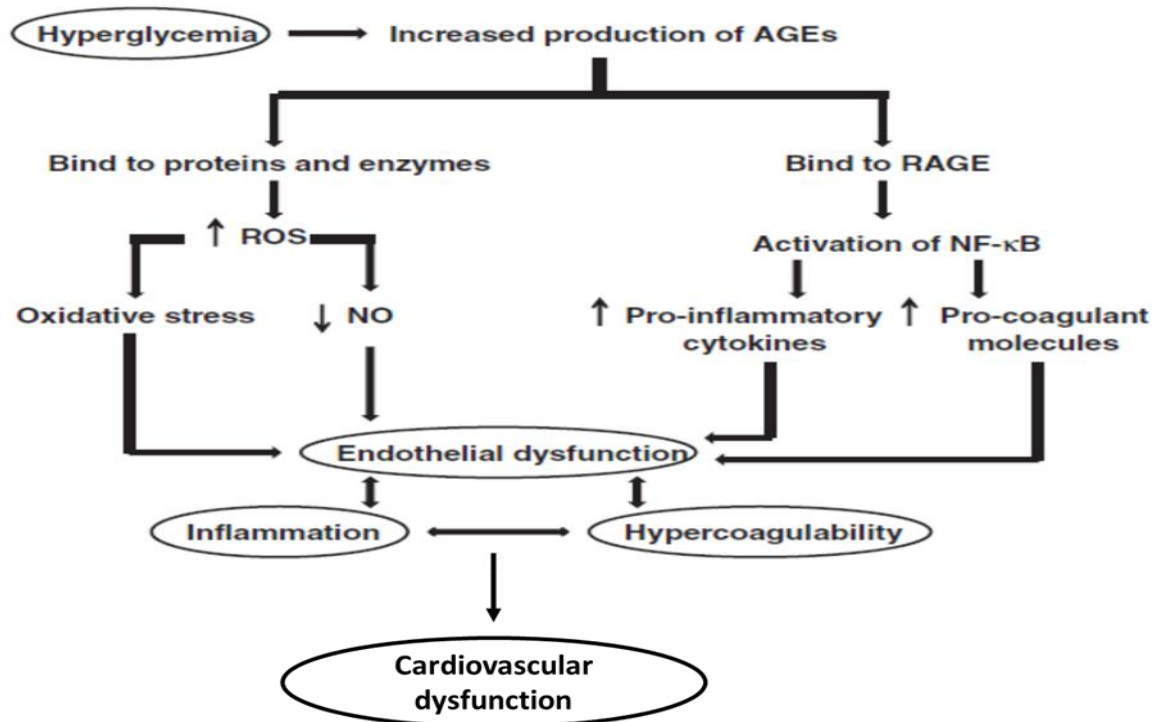 Hyperglycemia
Increased production of AGEs
Bind to proteins and enzymes
Bind to RAGE
↑ ROS
Activation of NF-κB
Oxidative stress
↓ NO
↑ Pro-inflammatory
cytokines
↑ Pro-coagulant
molecules
Endothelial dysfunction
Inflammation
Hypercoagulability
Cardiovascular
dysfunction